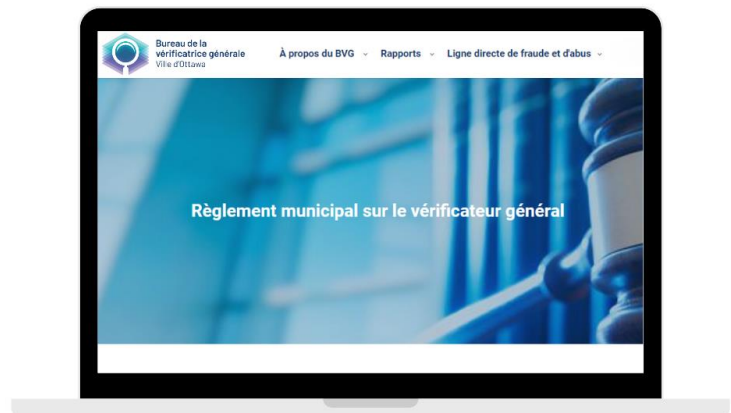 Bureau de la
vérificatrice générale
Ville d'Ottawa
À propos du BVG
Rapports
Ligne directe de fraude et d'abus
Règlement municipal sur le vérificateur général